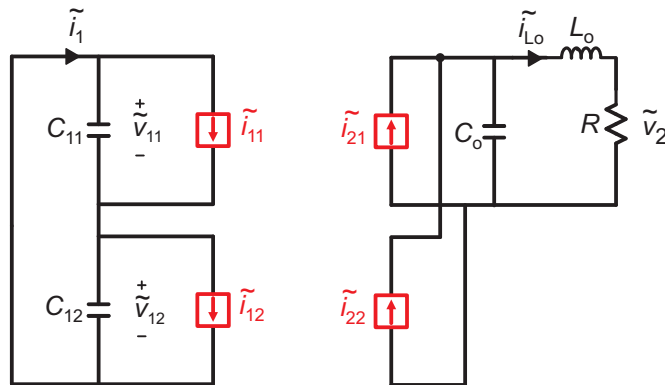 ĩ₁
C₁₁
+
ṽ₁₁
–
ĩ₁₁
C₁₂
+
ṽ₁₂
–
ĩ₁₂
ĩ₂₁
Cₒ
ĩLo
Lₒ
R
ṽ₂
ĩ₂₂